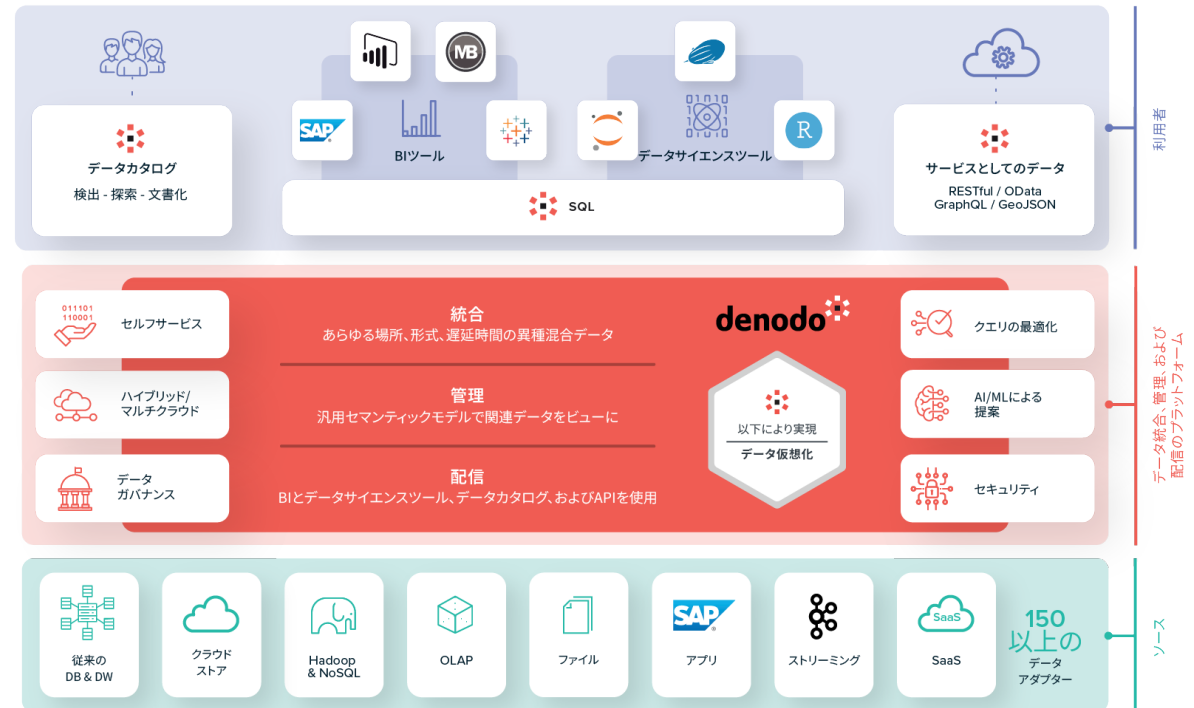 MB
SAP
BIツール
データサイエンスツール
R
データカタログ
検出 - 探索 - 文書化
SQL
サービスとしてのデータ
RESTful / OData
GraphQL / GeoJSON
利用者
011101
110001
セルフサービス
ハイブリッド/
マルチクラウド
データ
ガバナンス
統合
あらゆる場所、形式、遅延時間の異種混合データ
管理
汎用セマンティックモデルで関連データをビューに
配信
BIとデータサイエンスツール、データカタログ、およびAPIを使用
denodo
以下により実現
データ仮想化
クエリの最適化
AI/MLによる
提案
セキュリティ
データ統合、管理、および
配信のプラットフォーム
従来の
DB & DW
クラウド
ストア
Hadoop
& NoSQL
OLAP
ファイル
SAP
アプリ
ストリーミング
SaaS
SaaS
150
以上の
データ
アダプター
ソース